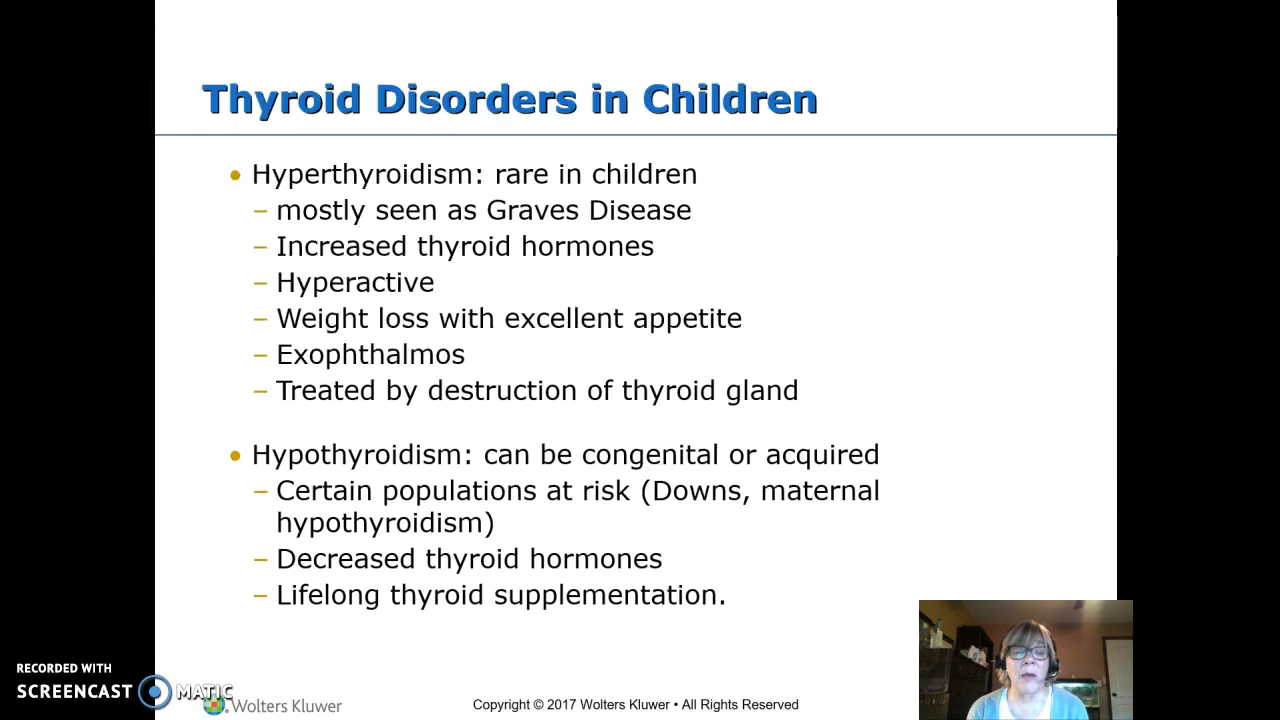 Thyroid Disorders in Children
• Hyperthyroidism: rare in children
– mostly seen as Graves Disease
– Increased thyroid hormones
– Hyperactive
– Weight loss with excellent appetite
– Exophthalmos
– Treated by destruction of thyroid gland
• Hypothyroidism: can be congenital or acquired
– Certain populations at risk (Downs, maternal
hypothyroidism)
– Decreased thyroid hormones
– Lifelong thyroid supplementation.
RECORDED WITH
SCREENCAST MATIC
Wolters Kluwer
Copyright © 2017 Wolters Kluwer • All Rights Reserved